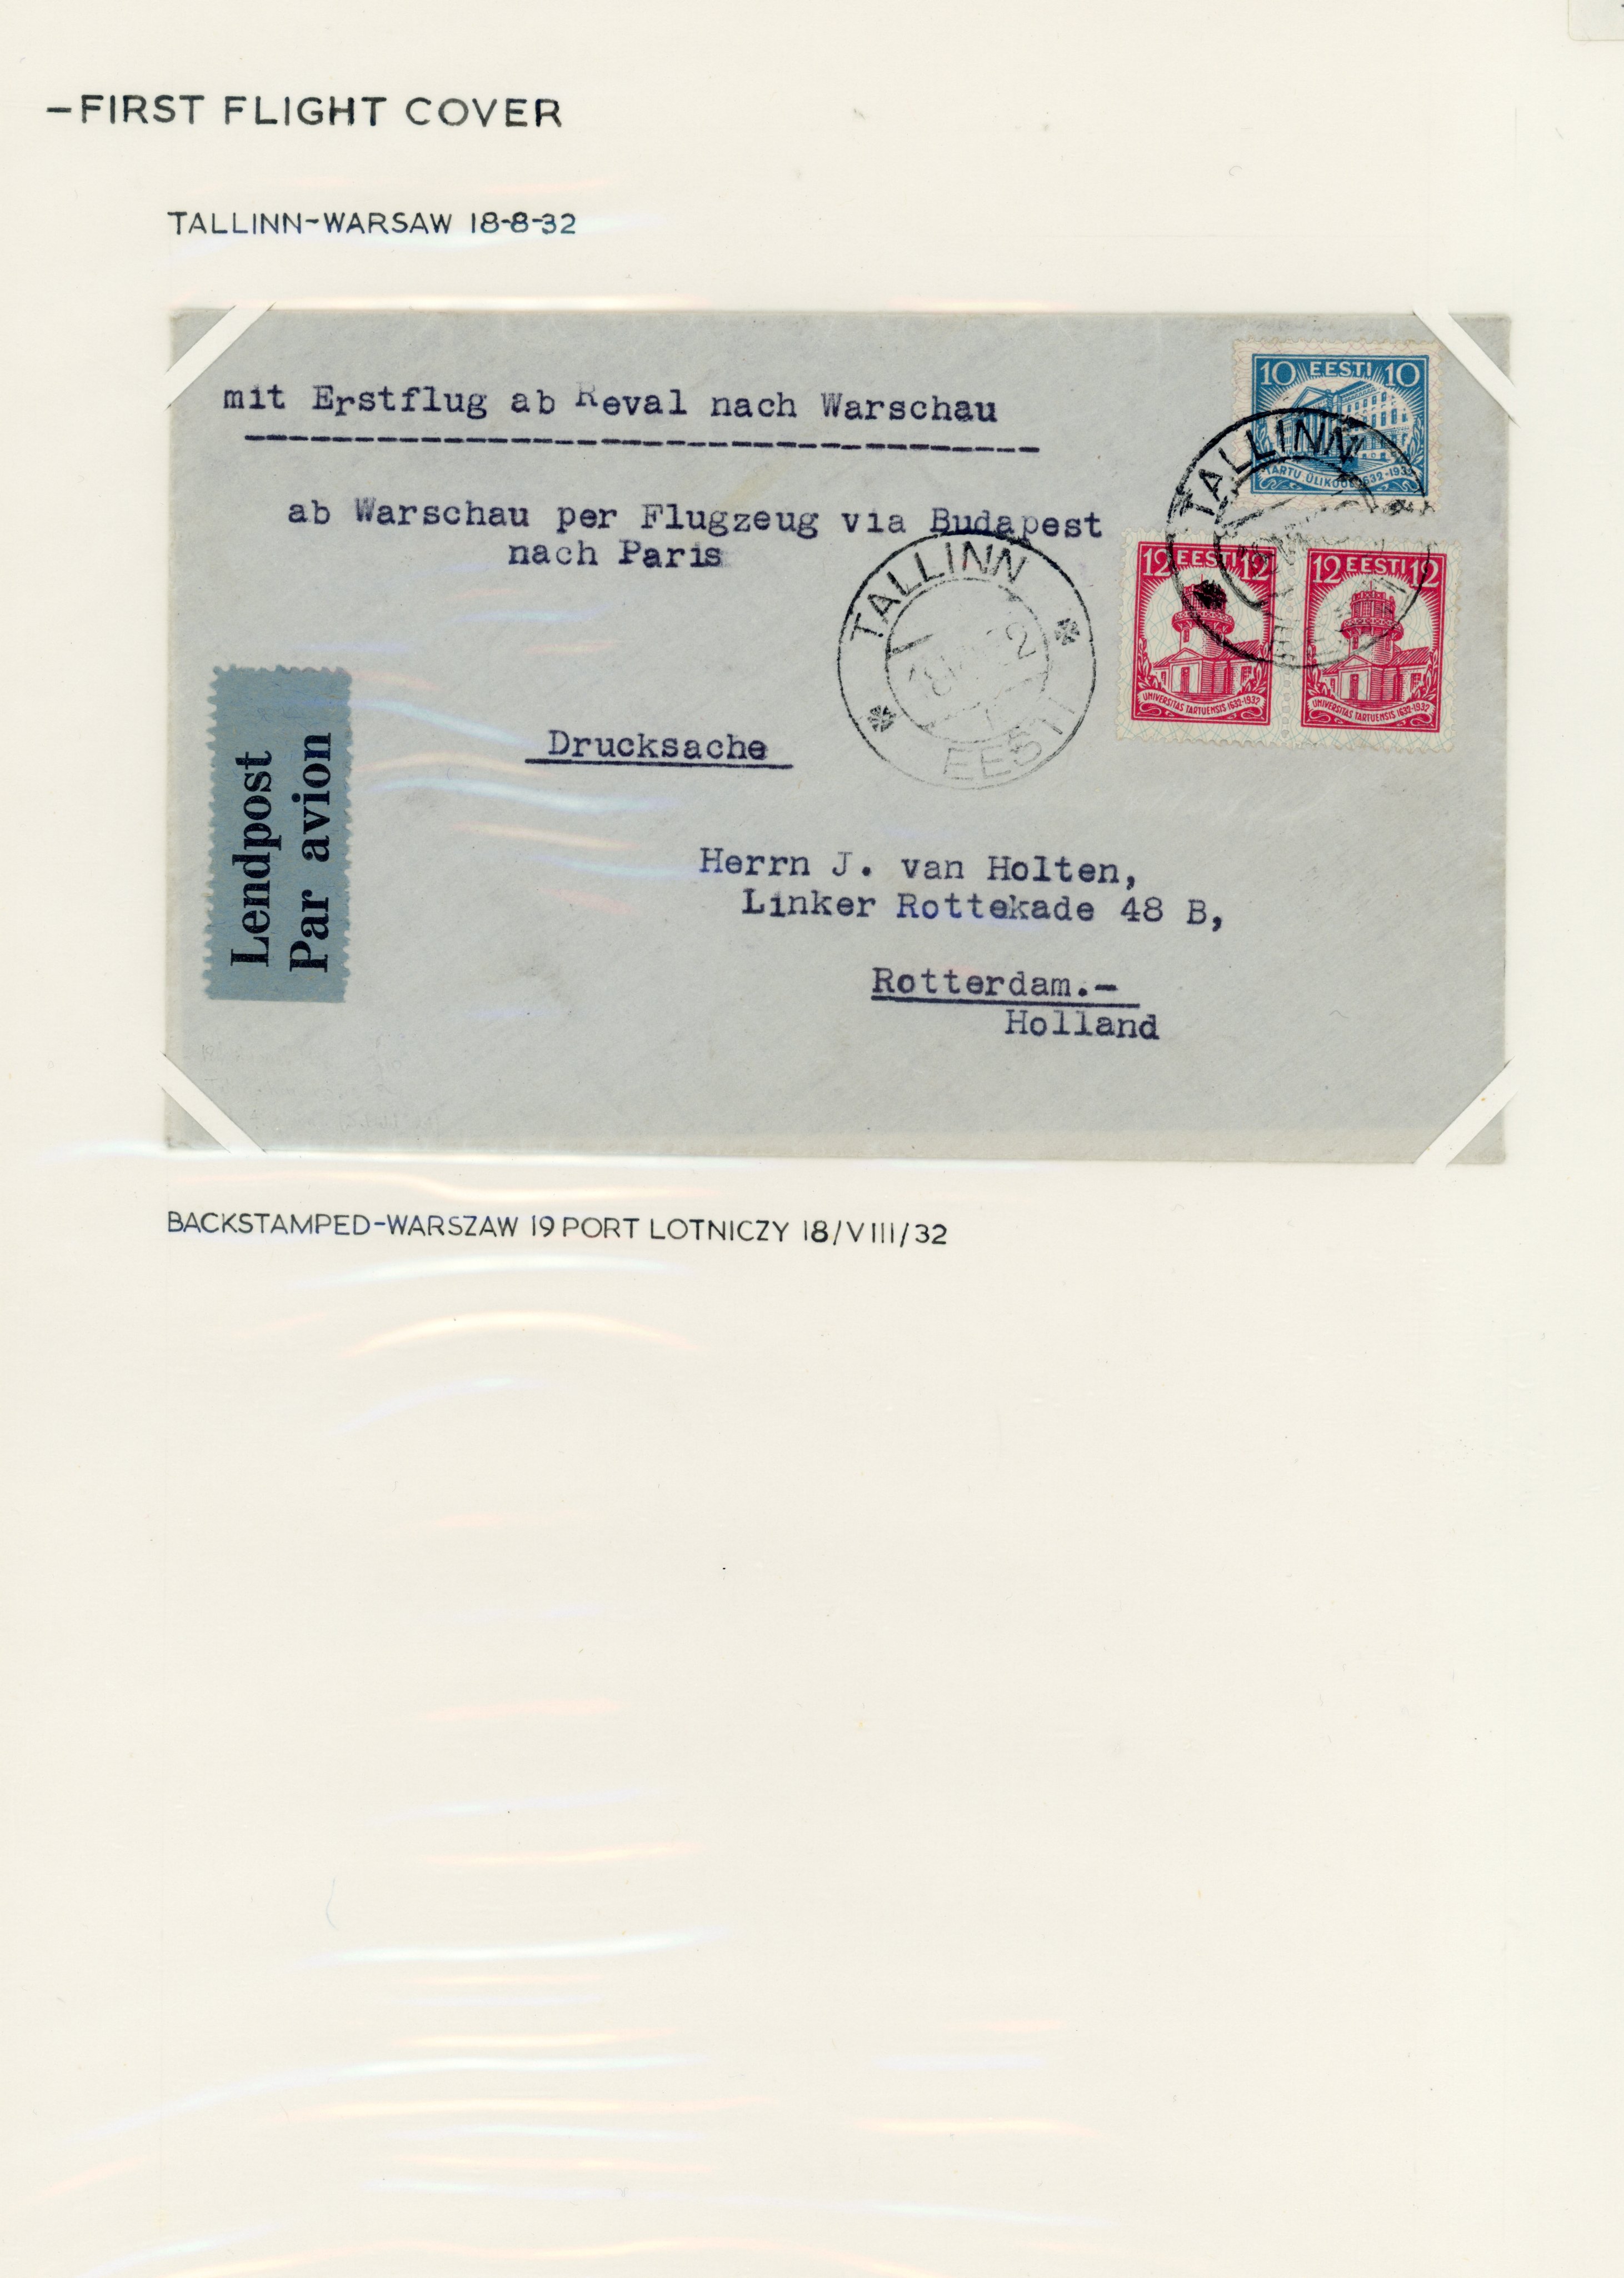 -FIRST FLIGHT COVER
TALLINN-WARSAW 18-8-32
mit Erstflug ab Reval nach Warschau
ab Warschau per Flugzeug via Budapest
nach Paris
10 EESTI 10
TARTU ÜLIKOOL 1632-1932
TALLINN
12 EESTI 12
UNIVERSITAS TARTUENSIS 1632-1932
12 EESTI 12
UNIVERSITAS TARTUENSIS 1632-1932
TALLINN
EESTI
Drucksache
Lendpost
Par avion
Herrn J. van Holten,
Linker Rottekade 48 B,
Rotterdam.-
Holland
BACKSTAMPED-WARSZAW 19 PORT LOTNICZY 18/VIII/32